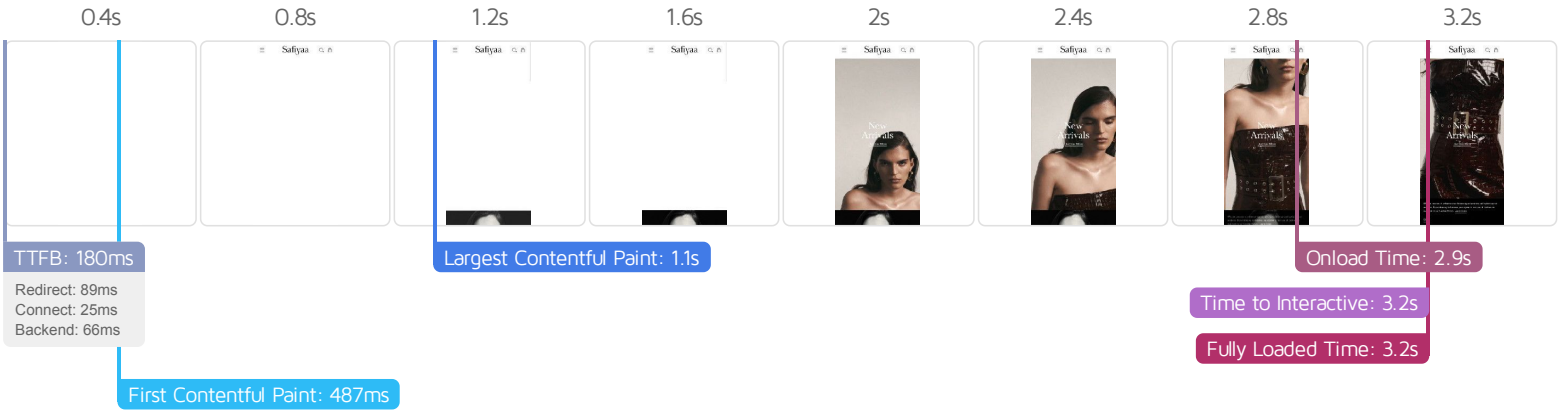 0.4s
0.8s
1.2s
1.6s
2s
2.4s
2.8s
3.2s
Safiyaa
Safiyaa
Safiyaa
Safiyaa
Safiyaa
Safiyaa
Safiyaa
New
Arrivals
New
Arrivals
New
Arrivals
New
Arrivals
TTFB: 180ms
Redirect: 89ms
Connect: 25ms
Backend: 66ms
Largest Contentful Paint: 1.1s
Onload Time: 2.9s
Time to Interactive: 3.2s
Fully Loaded Time: 3.2s
First Contentful Paint: 487ms